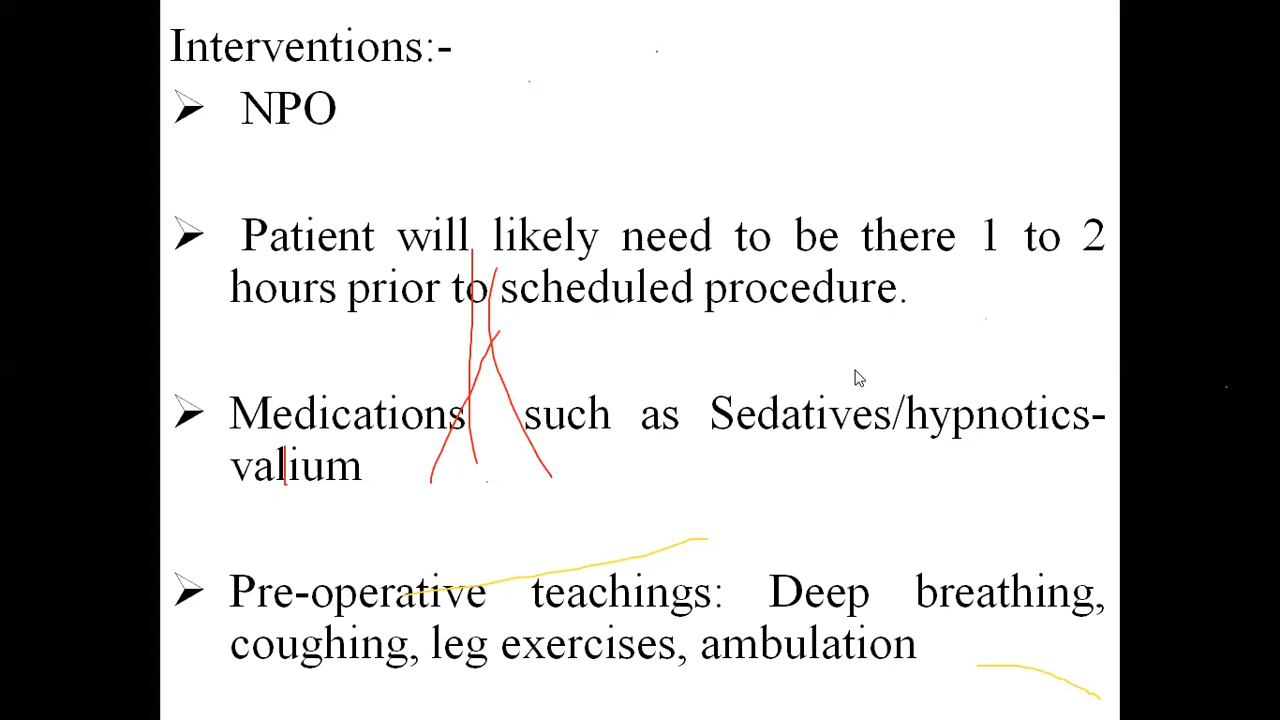 Interventions:-
➢ NPO
➢ Patient will likely need to be there 1 to 2
hours prior to scheduled procedure.
➢ Medications such as Sedatives/hypnotics-
valium
➢ Pre-operative teachings: Deep breathing,
coughing, leg exercises, ambulation